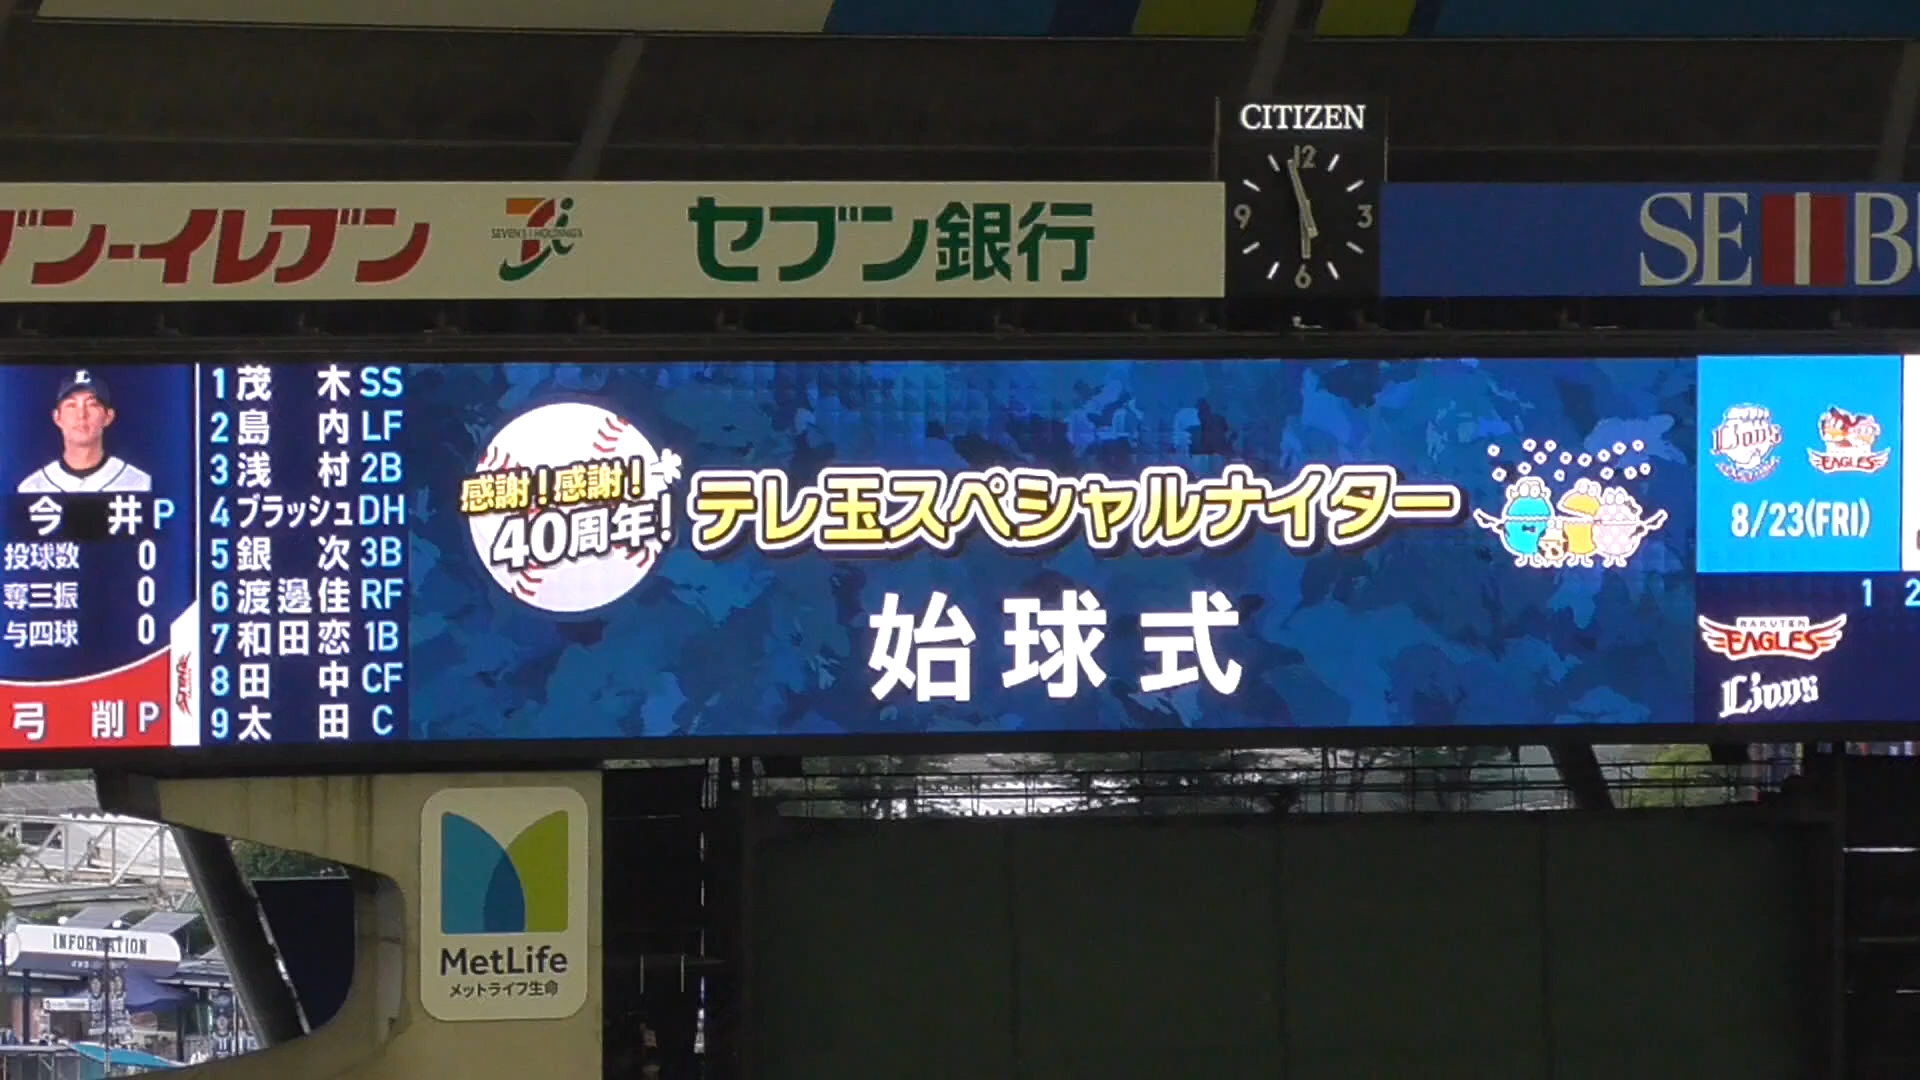 CITIZEN
12
3
6
9
ブン-イレブン
SEVEN & i HOLDINGS
セブン銀行
SEIBU
今井P
投球数 0
奪三振 0
与四球 0
弓削P
1 茂木 SS
2 島内 LF
3 浅村 2B
4 ブラッシュ DH
5 銀次 3B
6 渡邊佳 RF
7 和田恋 1B
8 田中 CF
9 太田 C
感謝!感謝!
40周年!
テレ玉スペシャルナイター
始球式
Lions
EAGLES
8/23(FRI)
1 2
RAKUTEN
EAGLES
Lions
INFORMATION
MetLife
メットライフ生命